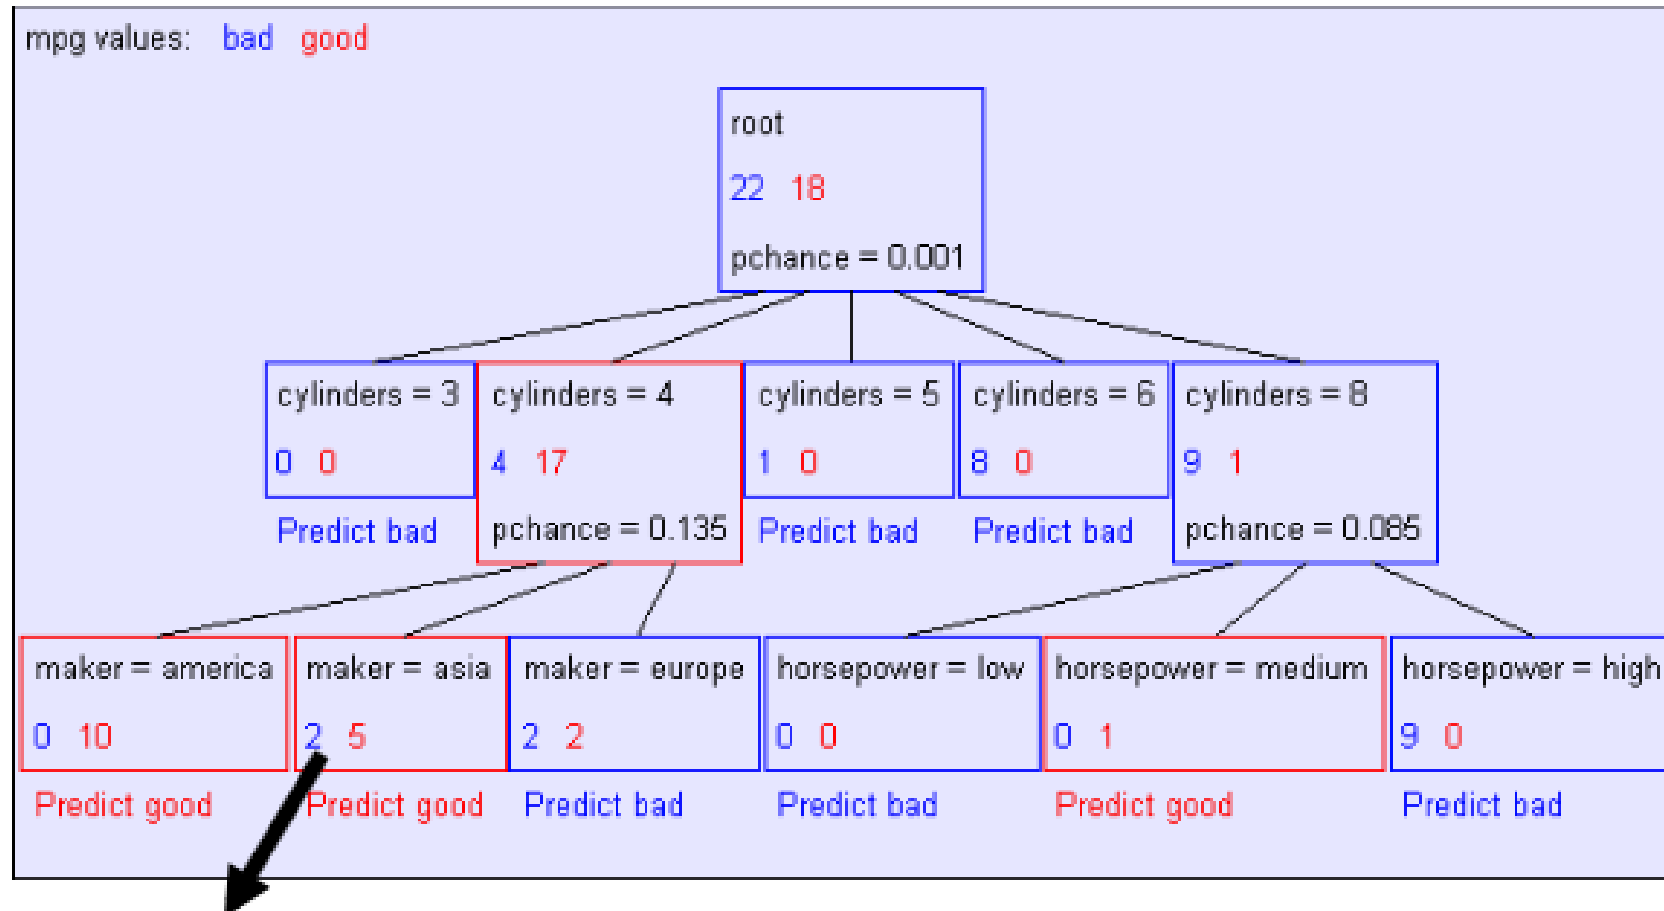 mpg values: bad good
root
22 18
pchance = 0.001
cylinders = 3
0 0
Predict bad
cylinders = 4
4 17
pchance = 0.135
cylinders = 5
1 0
Predict bad
cylinders = 6
8 0
Predict bad
cylinders = 8
9 1
pchance = 0.085
maker = america
0 10
Predict good
maker = asia
2 5
Predict good
maker = europe
2 2
Predict bad
horsepower = low
0 0
Predict bad
horsepower = medium
0 1
Predict good
horsepower = high
9 0
Predict bad